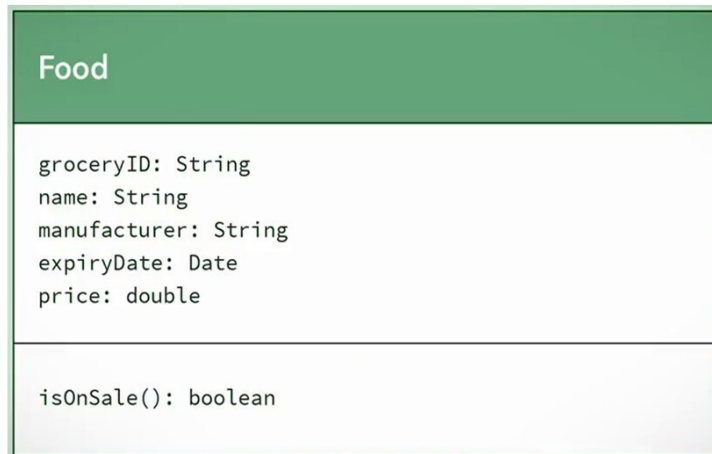 Food
groceryID: String
name: String
manufacturer: String
expiryDate: Date
price: double
isOnSale(): boolean